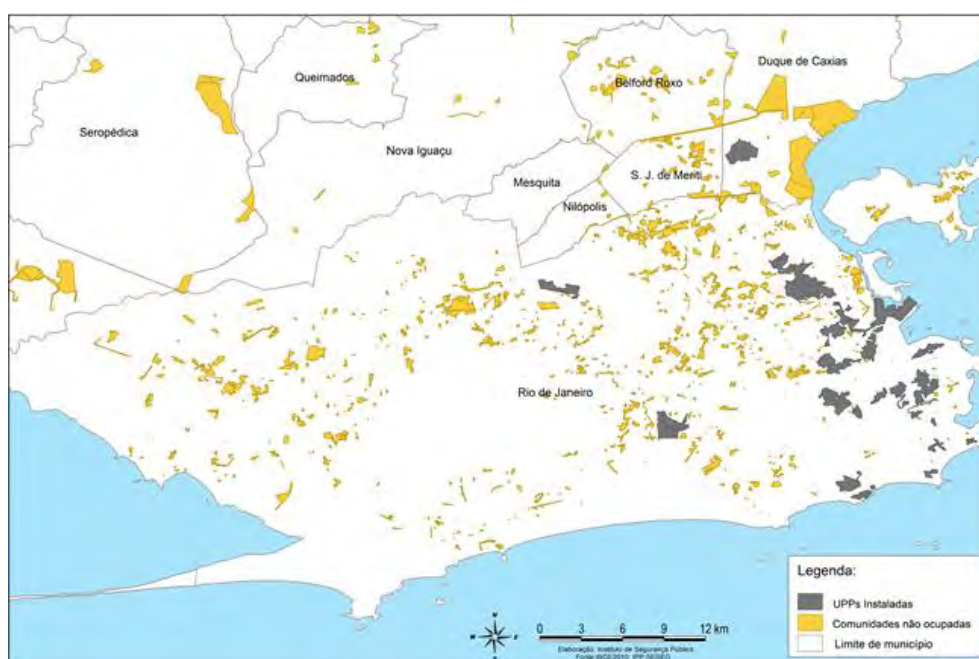 Queimados
Belford Roxo
Duque de Caxias
Seropédica
Nova Iguaçu
Mesquita
S. J. de Meriti
Nilópolis
Rio de Janeiro
Legenda:
UPPs Instaladas
Comunidades não ocupadas
Limite de município
N
W
E
S
0 3 6 9 12 km
Elaboração: Instituto de Segurança Pública